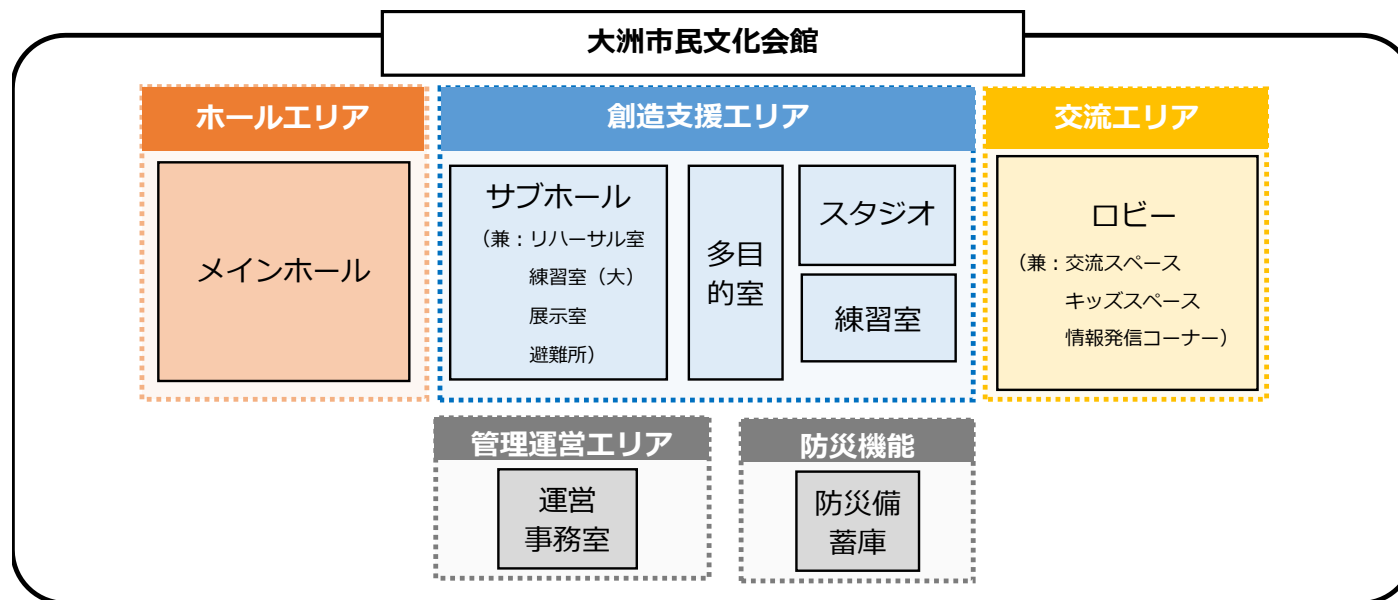 大洲市民文化会館
ホールエリア
メインホール
創造支援エリア
サブホール
（兼：リハーサル室
練習室（大）
展示室
避難所）
多目
的室
スタジオ
練習室
交流エリア
ロビー
（兼：交流スペース
キッズスペース
情報発信コーナー）
管理運営エリア
運営
事務室
防災機能
防災備
蓄庫